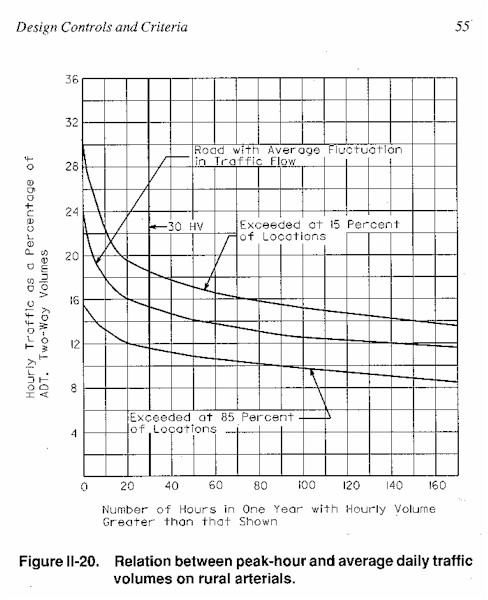 Design Controls and Criteria 55
36
32
28
24
20
16
12
8
4
Hourly Traffic as a Percentage of
ADT. Two-Way Volumes
Road with Average Fluctuation
in Traffic Flow
30 HV
Exceeded at 15 Percent
of Locations
Exceeded at 85 Percent
of Locations
0 20 40 60 80 100 120 140 160
Number of Hours in One Year with Hourly Volume
Greater than that Shown
Figure II-20. Relation between peak-hour and average daily traffic
volumes on rural arterials.